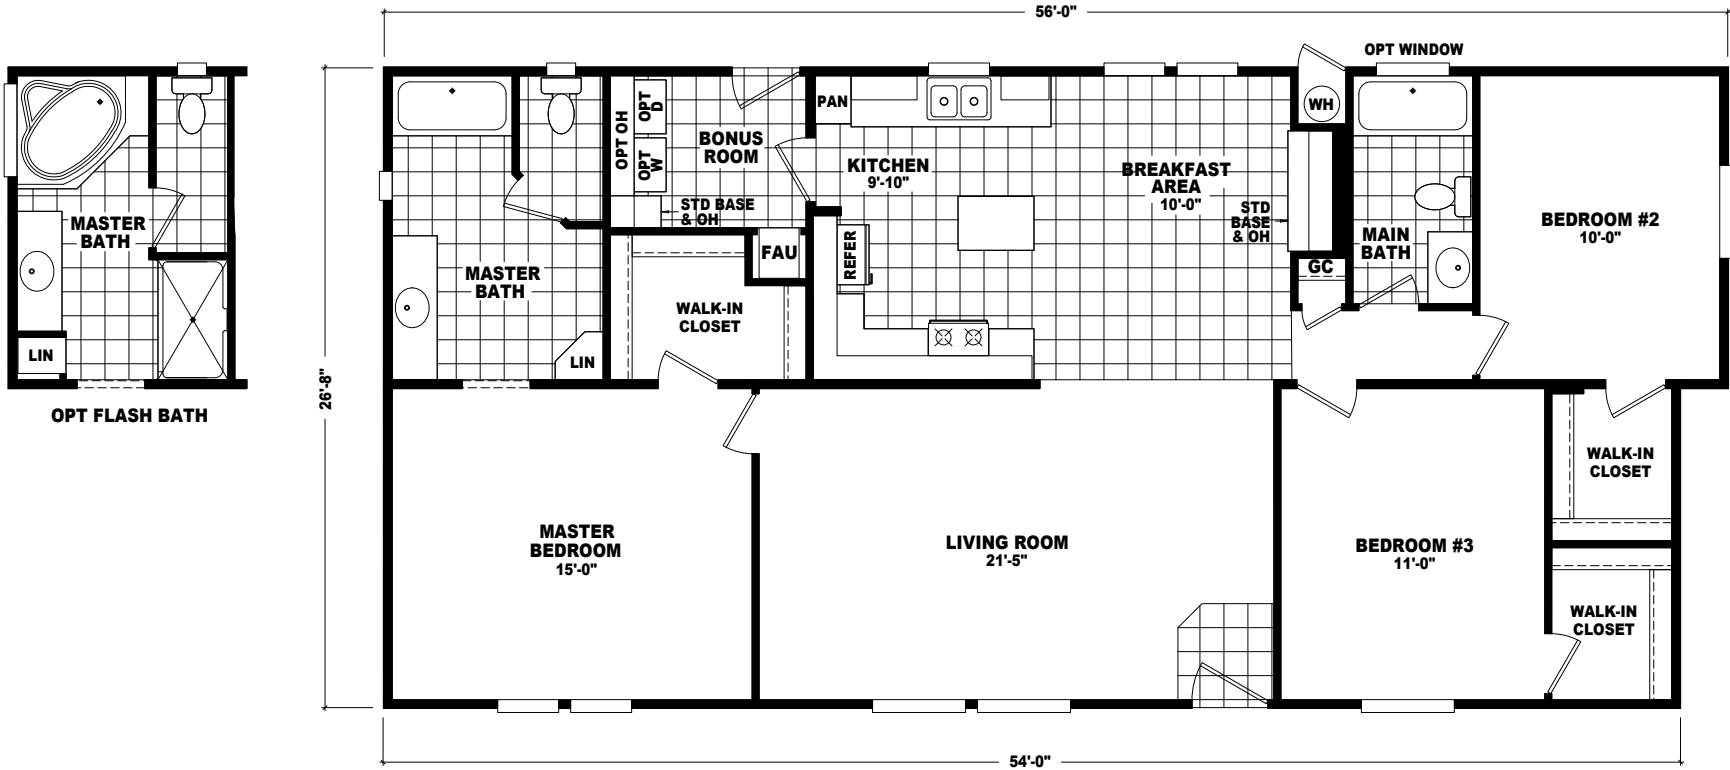 56'-0"
OPT WINDOW
26'-8"
MASTER
BATH
LIN
OPT FLASH BATH
MASTER
BATH
LIN
OPT OH
OPT
D
OPT
W
BONUS
ROOM
STD BASE
& OH
FAU
WALK-IN
CLOSET
PAN
KITCHEN
9'-10"
REFER
BREAKFAST
AREA
10'-0"
STD
BASE
& OH
WH
GC
MAIN
BATH
BEDROOM #2
10'-0"
WALK-IN
CLOSET
MASTER
BEDROOM
15'-0"
LIVING ROOM
21'-5"
BEDROOM #3
11'-0"
WALK-IN
CLOSET
54'-0"